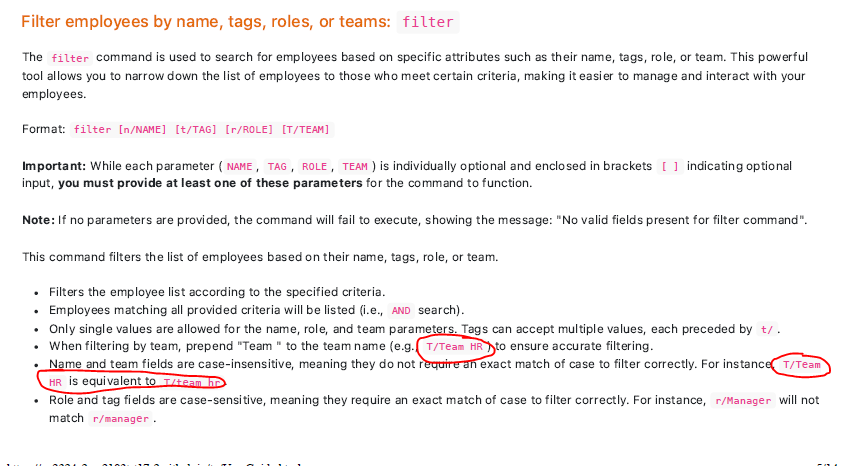 Filter employees by name, tags, roles, or teams: filter
The filter command is used to search for employees based on specific attributes such as their name, tags, role, or team. This powerful
tool allows you to narrow down the list of employees to those who meet certain criteria, making it easier to manage and interact with your
employees.
Format: filter [n/NAME] [t/TAG] [r/ROLE] [T/TEAM]
Important: While each parameter ( NAME , TAG , ROLE , TEAM ) is individually optional and enclosed in brackets [ ] indicating optional
input, you must provide at least one of these parameters for the command to function.
Note: If no parameters are provided, the command will fail to execute, showing the message: "No valid fields present for filter command".
This command filters the list of employees based on their name, tags, role, or team.
• Filters the employee list according to the specified criteria.
• Employees matching all provided criteria will be listed (i.e., AND search).
• Only single values are allowed for the name, role, and team parameters. Tags can accept multiple values, each preceded by t/ .
• When filtering by team, prepend "Team " to the team name (e.g., T/Team HR ) to ensure accurate filtering.
• Name and team fields are case-insensitive, meaning they do not require an exact match of case to filter correctly. For instance, T/Team
HR is equivalent to T/team hr.
• Role and tag fields are case-sensitive, meaning they require an exact match of case to filter correctly. For instance, r/Manager will not
match r/manager .